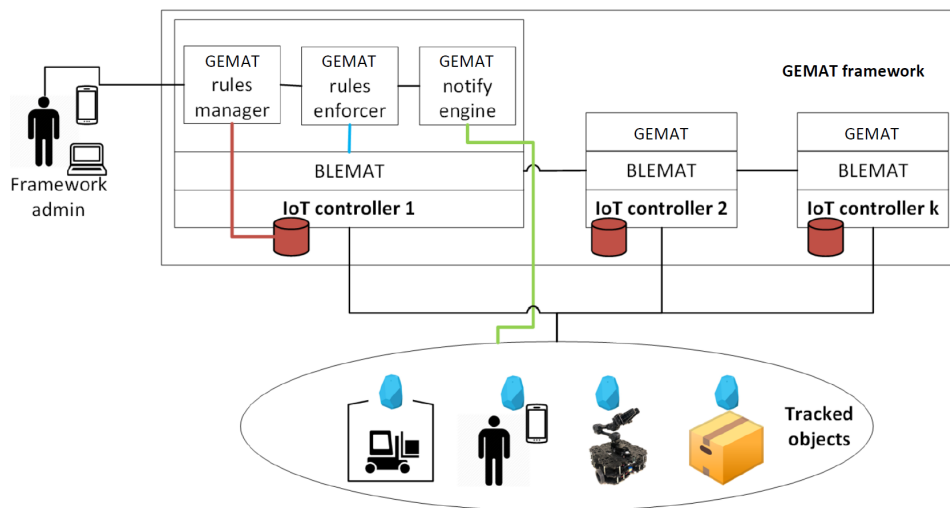 GEMAT
rules
manager
GEMAT
rules
enforcer
GEMAT
notify
engine
GEMAT framework
GEMAT
GEMAT
BLEMAT
BLEMAT
BLEMAT
Framework
admin
IoT controller 1
IoT controller 2
IoT controller k
Tracked
objects